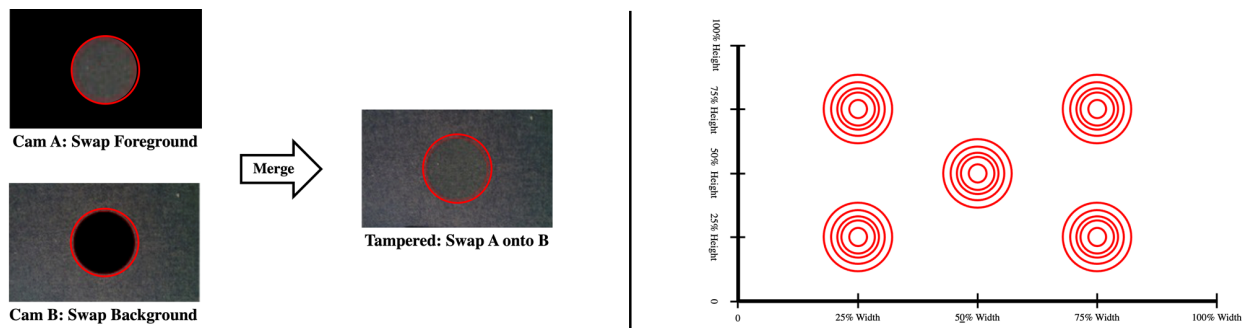 Cam A: Swap Foreground
Merge
Cam B: Swap Background
Tampered: Swap A onto B
100% Height
75% Height
50% Height
25% Height
0
0
25% Width
50% Width
75% Width
100% Width